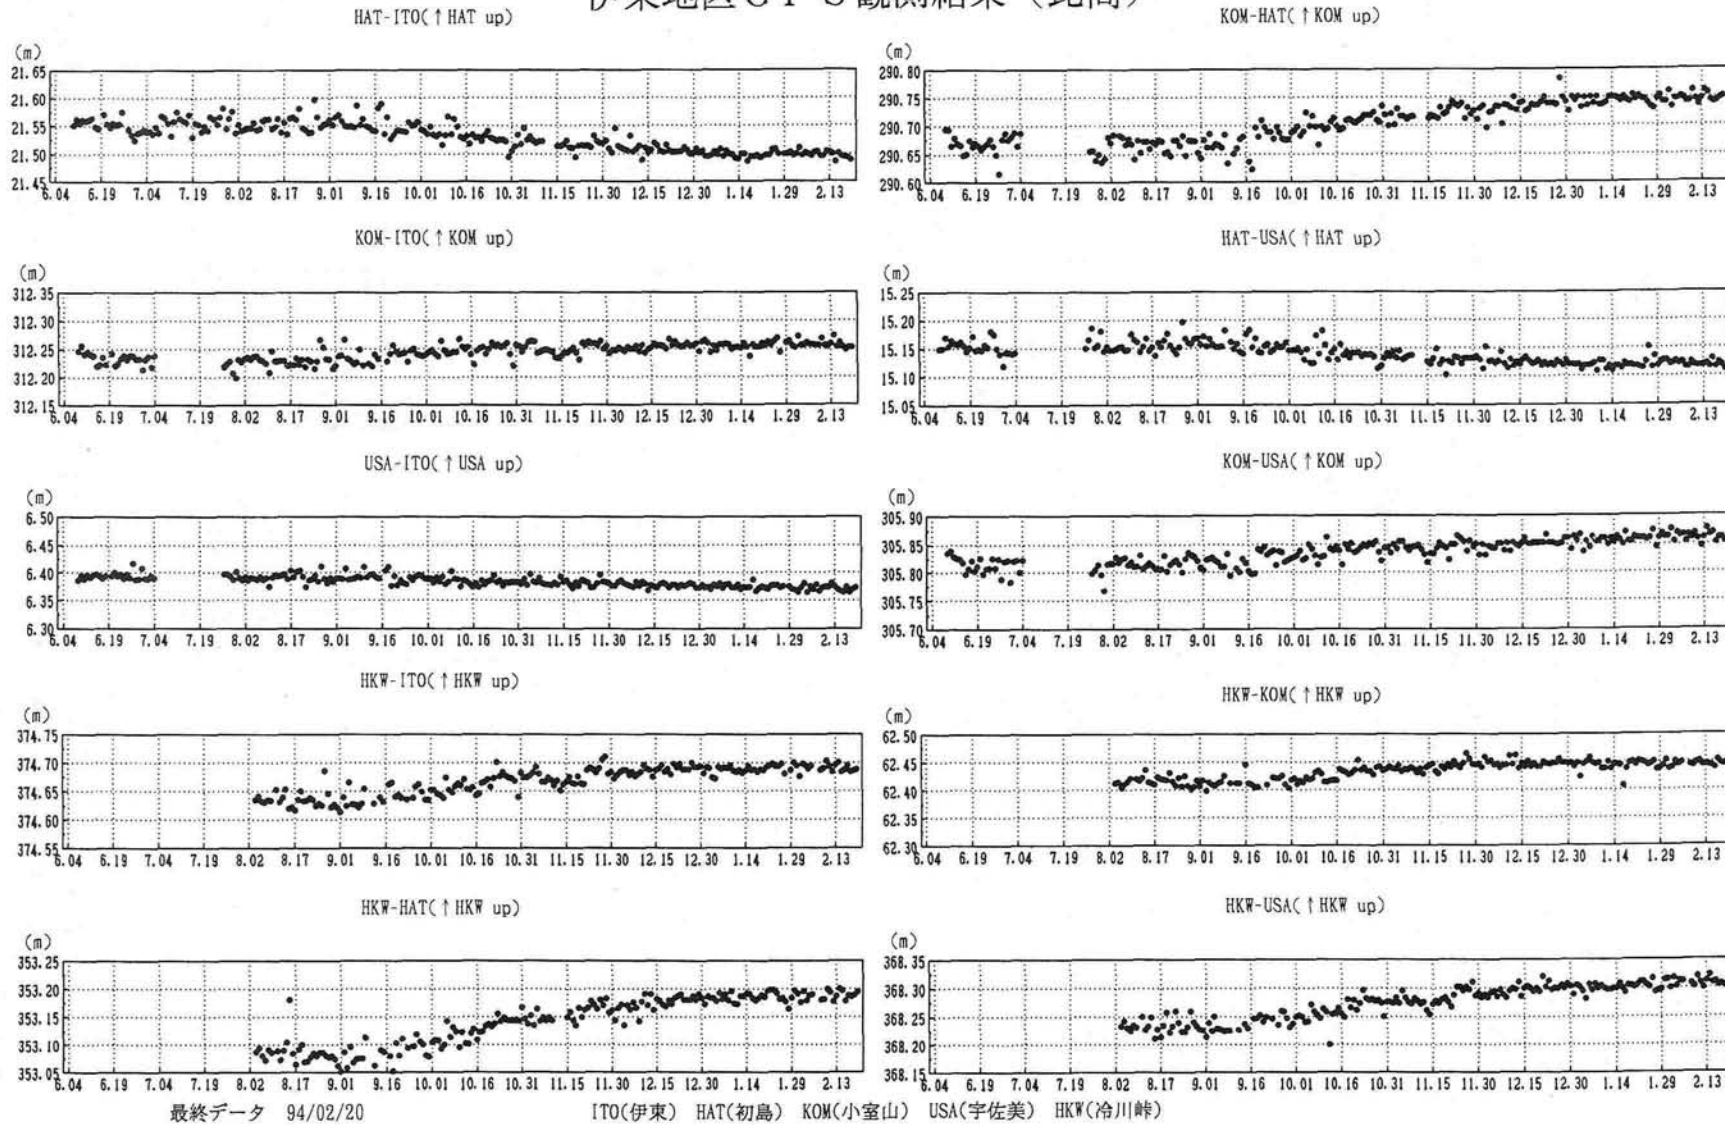 伊東地区GPS観測結果(比高)
HAT-ITO(↑HAT up)
(m)
21.65
21.60
21.55
21.50
21.45
6.04 6.19 7.04 7.19 8.02 8.17 9.01 9.16 10.01 10.16 10.31 11.15 11.30 12.15 12.30 1.14 1.29 2.13
KOM-HAT(↑KOM up)
(m)
290.80
290.75
290.70
290.65
290.60
6.04 6.19 7.04 7.19 8.02 8.17 9.01 9.16 10.01 10.16 10.31 11.15 11.30 12.15 12.30 1.14 1.29 2.13
KOM-ITO(↑KOM up)
(m)
312.35
312.30
312.25
312.20
312.15
6.04 6.19 7.04 7.19 8.02 8.17 9.01 9.16 10.01 10.16 10.31 11.15 11.30 12.15 12.30 1.14 1.29 2.13
HAT-USA(↑HAT up)
(m)
15.25
15.20
15.15
15.10
15.05
6.04 6.19 7.04 7.19 8.02 8.17 9.01 9.16 10.01 10.16 10.31 11.15 11.30 12.15 12.30 1.14 1.29 2.13
USA-ITO(↑USA up)
(m)
6.50
6.45
6.40
6.35
6.30
6.04 6.19 7.04 7.19 8.02 8.17 9.01 9.16 10.01 10.16 10.31 11.15 11.30 12.15 12.30 1.14 1.29 2.13
KOM-USA(↑KOM up)
(m)
305.90
305.85
305.80
305.75
305.70
6.04 6.19 7.04 7.19 8.02 8.17 9.01 9.16 10.01 10.16 10.31 11.15 11.30 12.15 12.30 1.14 1.29 2.13
HKW-ITO(↑HKW up)
(m)
374.75
374.70
374.65
374.60
374.55
6.04 6.19 7.04 7.19 8.02 8.17 9.01 9.16 10.01 10.16 10.31 11.15 11.30 12.15 12.30 1.14 1.29 2.13
HKW-KOM(↑HKW up)
(m)
62.50
62.45
62.40
62.35
62.30
6.04 6.19 7.04 7.19 8.02 8.17 9.01 9.16 10.01 10.16 10.31 11.15 11.30 12.15 12.30 1.14 1.29 2.13
HKW-HAT(↑HKW up)
(m)
353.25
353.20
353.15
353.10
353.05
6.04 6.19 7.04 7.19 8.02 8.17 9.01 9.16 10.01 10.16 10.31 11.15 11.30 12.15 12.30 1.14 1.29 2.13
HKW-USA(↑HKW up)
(m)
368.35
368.30
368.25
368.20
368.15
6.04 6.19 7.04 7.19 8.02 8.17 9.01 9.16 10.01 10.16 10.31 11.15 11.30 12.15 12.30 1.14 1.29 2.13
最終データ 94/02/20
ITO(伊東) HAT(初島) KOM(小室山) USA(宇佐美) HKW(冷川峠)